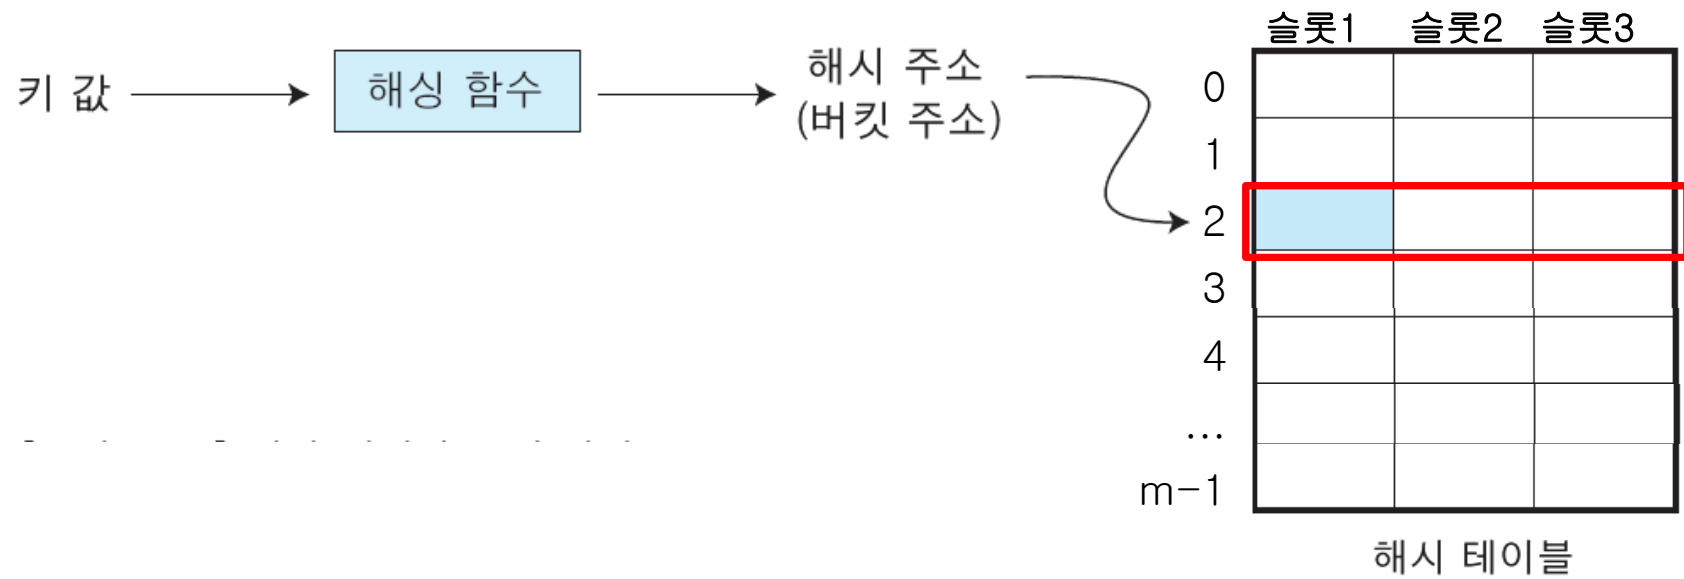 슬롯1 슬롯2 슬롯3
키 값
해싱 함수
해시 주소
(버킷 주소)
0
1
2
3
4
...
m-1
해시 테이블